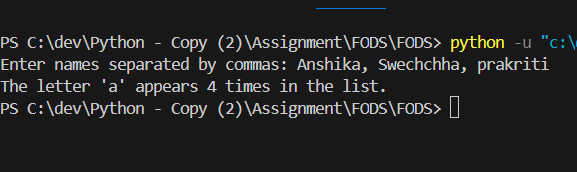 PS C:\dev\Python - Copy (2)\Assignment\FODS\FODS> python -u "c:\
Enter names separated by commas: Anshika, Swechchha, prakriti
The letter 'a' appears 4 times in the list.
PS C:\dev\Python - Copy (2)\Assignment\FODS\FODS>